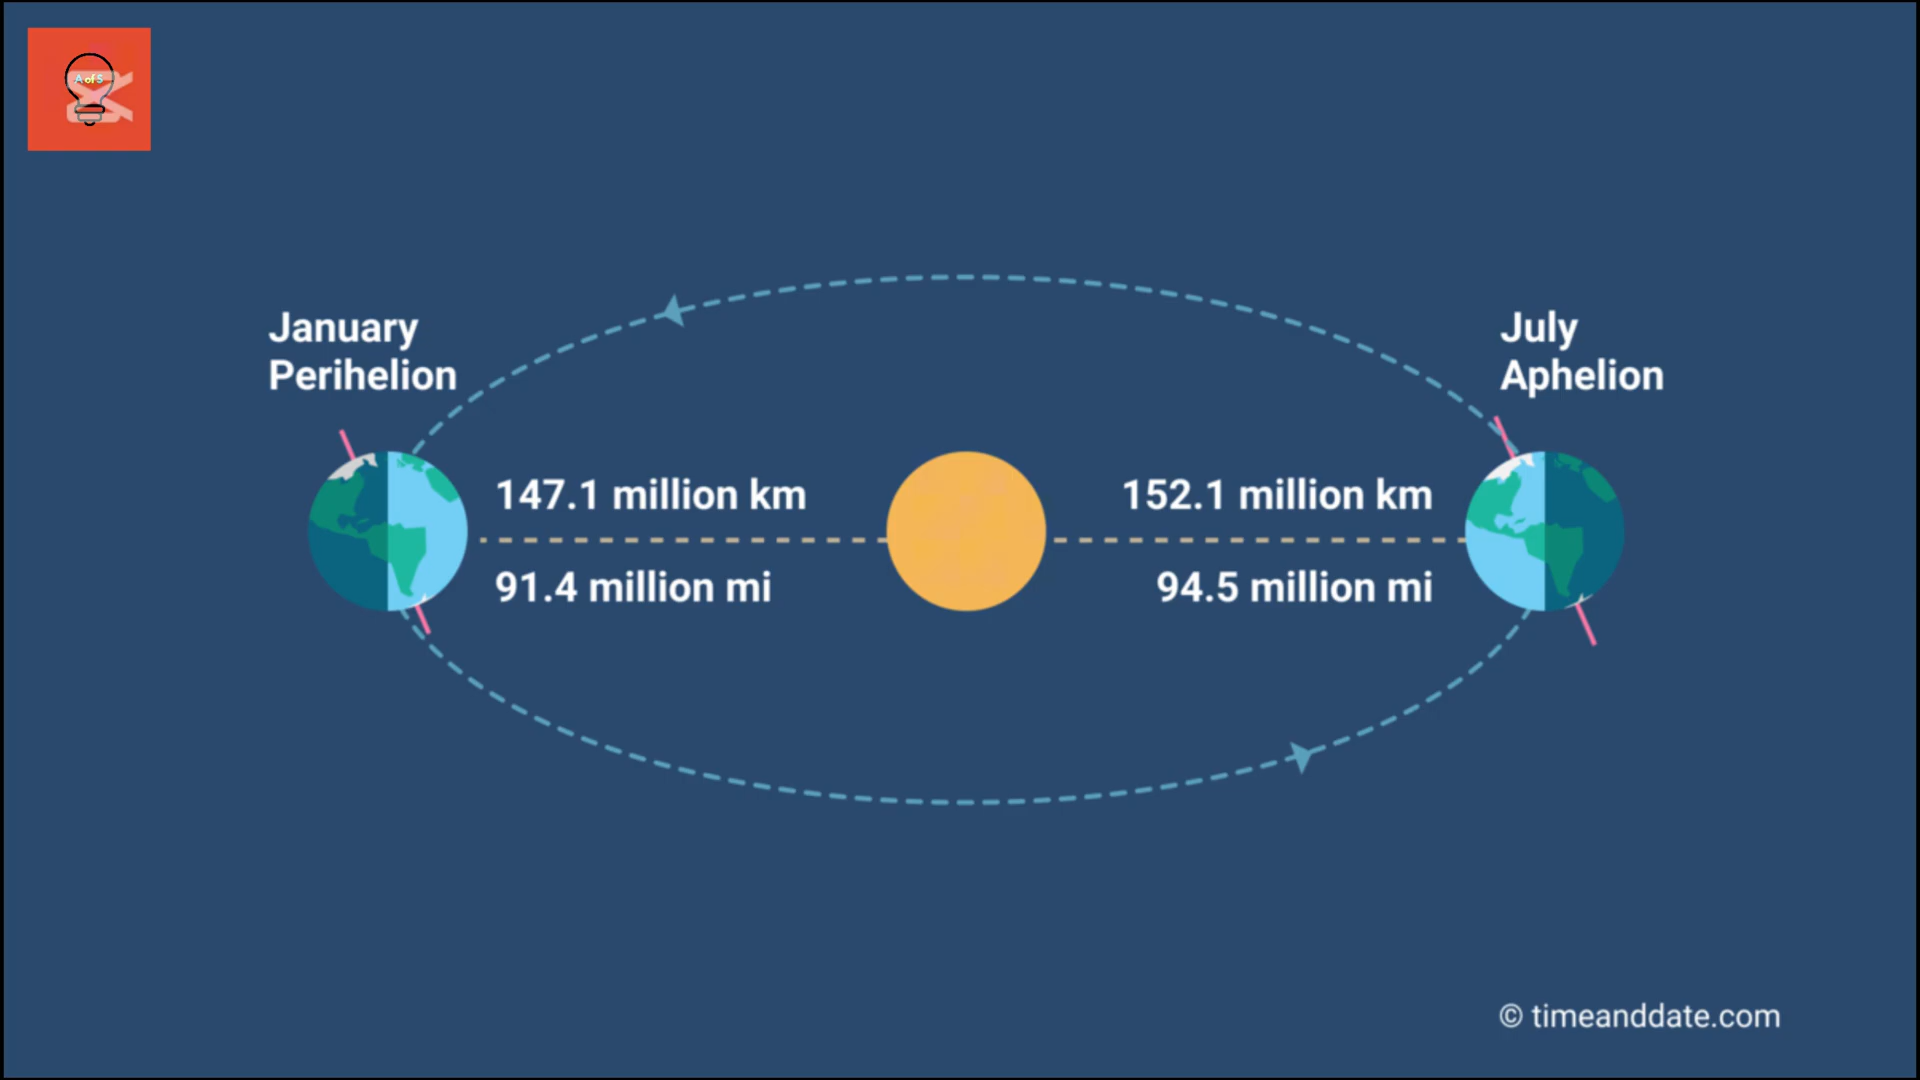 A of S
January
Perihelion
July
Aphelion
147.1 million km
152.1 million km
91.4 million mi
94.5 million mi
© timeanddate.com